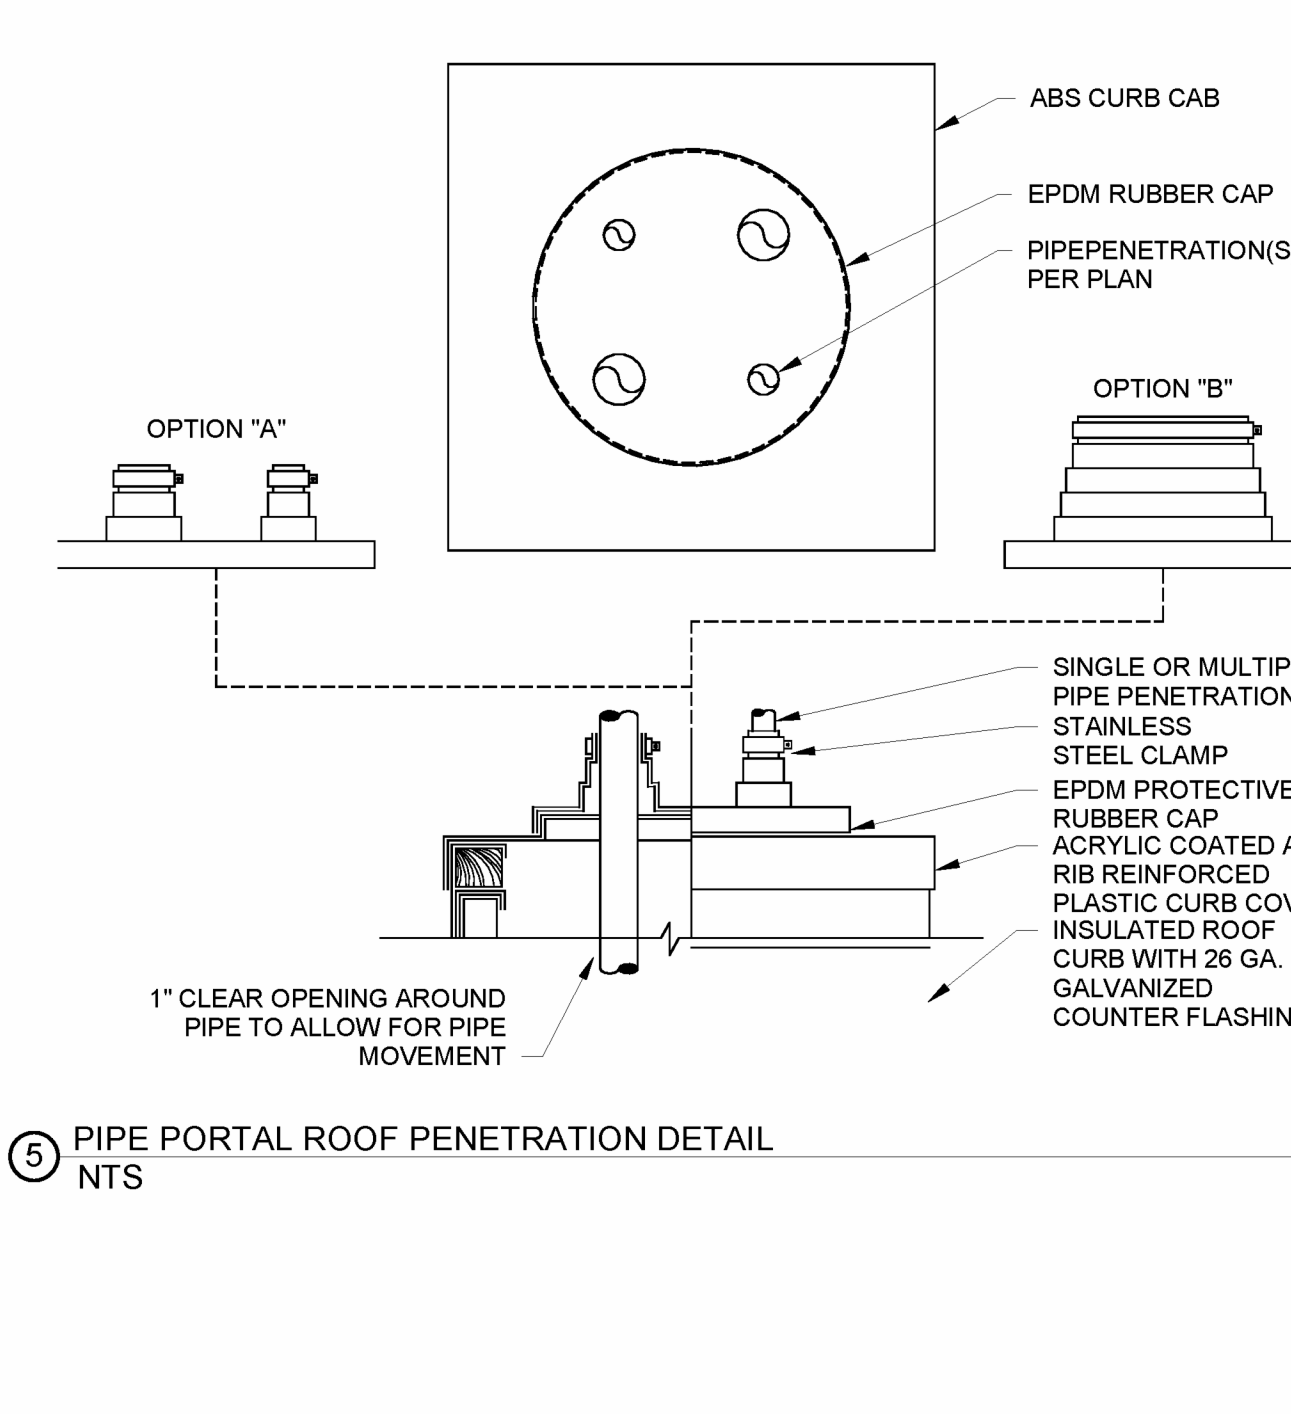 ABS CURB CAB
EPDM RUBBER CAP
PIPEPENETRATION(S
PER PLAN
OPTION "B"
OPTION "A"
SINGLE OR MULTIP
PIPE PENETRATION
STAINLESS
STEEL CLAMP
EPDM PROTECTIVE
RUBBER CAP
ACRYLIC COATED A
RIB REINFORCED
PLASTIC CURB COV
INSULATED ROOF
CURB WITH 26 GA.
GALVANIZED
COUNTER FLASHIN
1" CLEAR OPENING AROUND
PIPE TO ALLOW FOR PIPE
MOVEMENT
5 PIPE PORTAL ROOF PENETRATION DETAIL
NTS